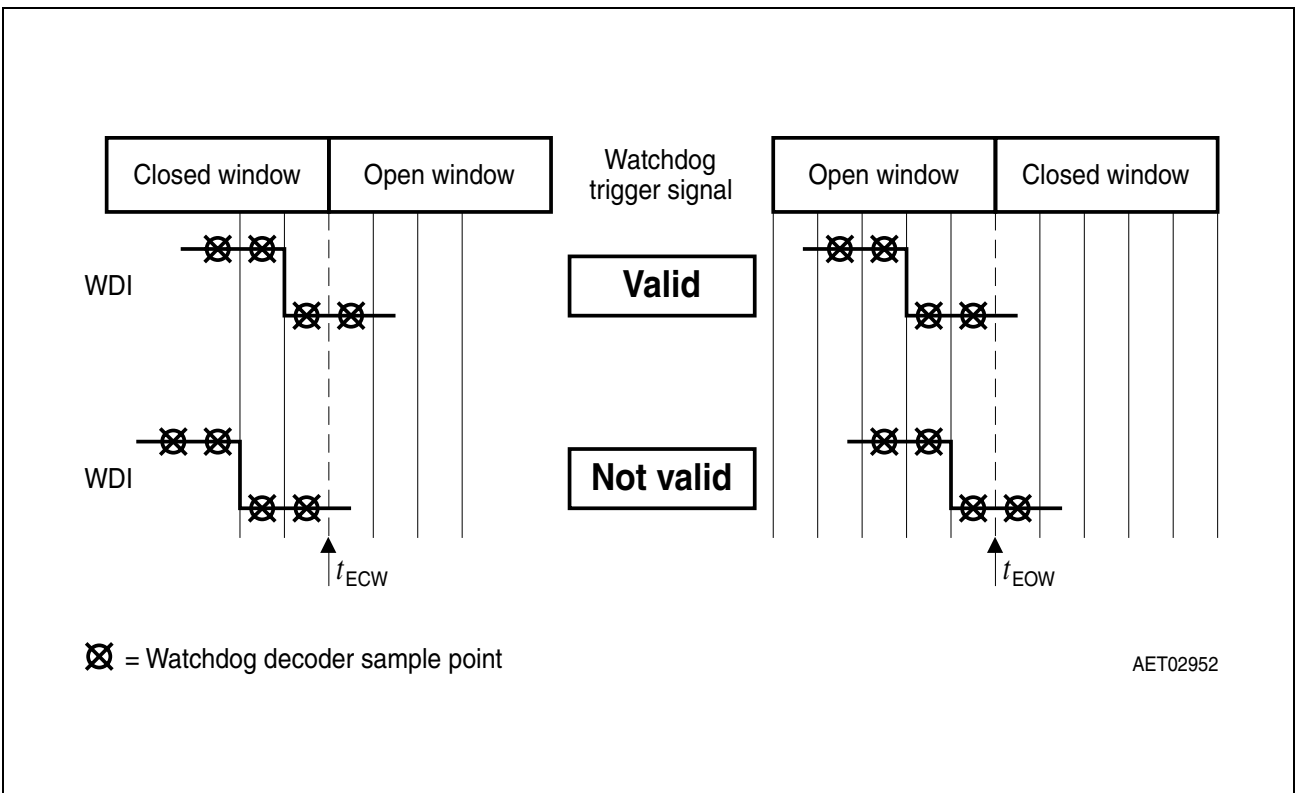 Closed window
Open window
Watchdog
trigger signal
Open window
Closed window
WDI
Valid
WDI
Not valid
tECW
tEOW
= Watchdog decoder sample point
AET02952